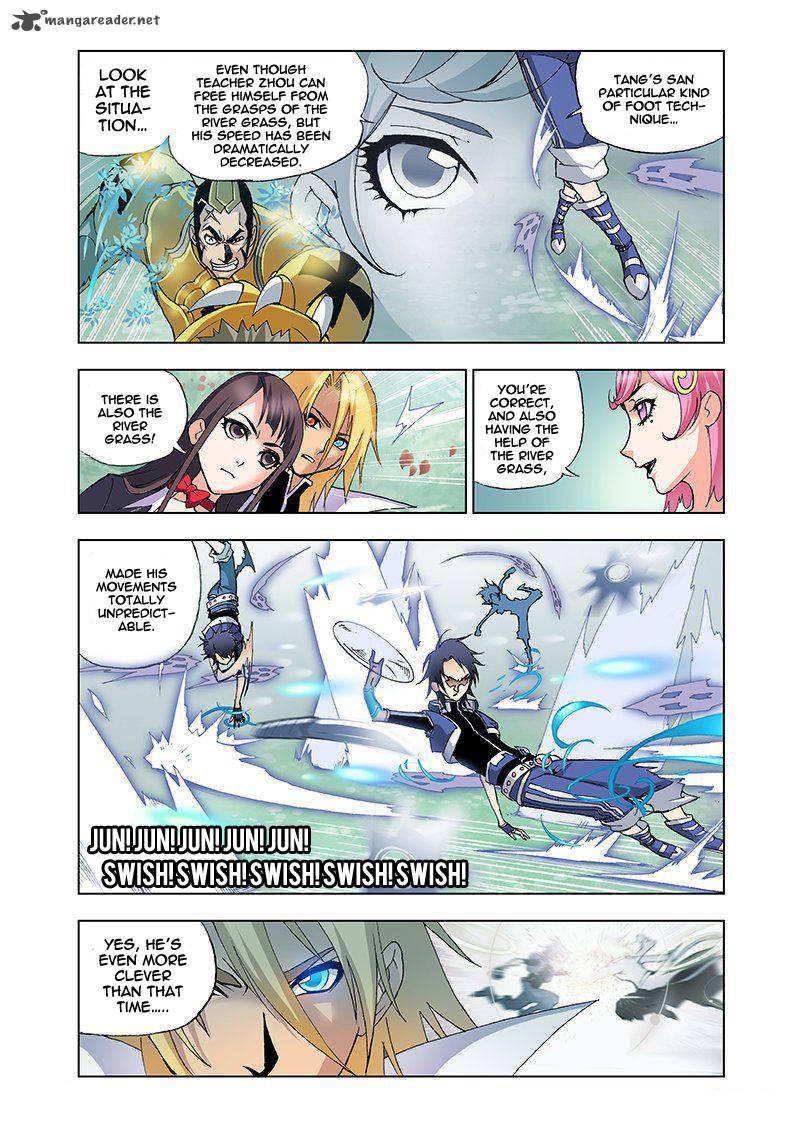 mangareader.net
LOOK
AT THE
SITUA-
TION...
EVEN THOUGH
TEACHER ZHOU CAN
FREE HIMSELF FROM
THE GRASPS OF THE
RIVER GRASS, BUT
HIS SPEED HAS BEEN
DRAMATICALLY
DECREASED.
TANG'S SAN
PARTICULAR KIND
OF FOOT TECH-
NIQUE...
THERE IS
ALSO THE
RIVER
GRASS!
YOU'RE
CORRECT,
AND ALSO
HAVING THE
HELP OF
THE RIVER
GRASS,
MADE HIS
MOVEMENTS
TOTALLY
UNPREDICT-
ABLE.
JUN! JUN! JUN! JUN! JUN!
SWISH! SWISH! SWISH! SWISH! SWISH!
YES, HE'S
EVEN MORE
CLEVER
THAN THAT
TIME.....